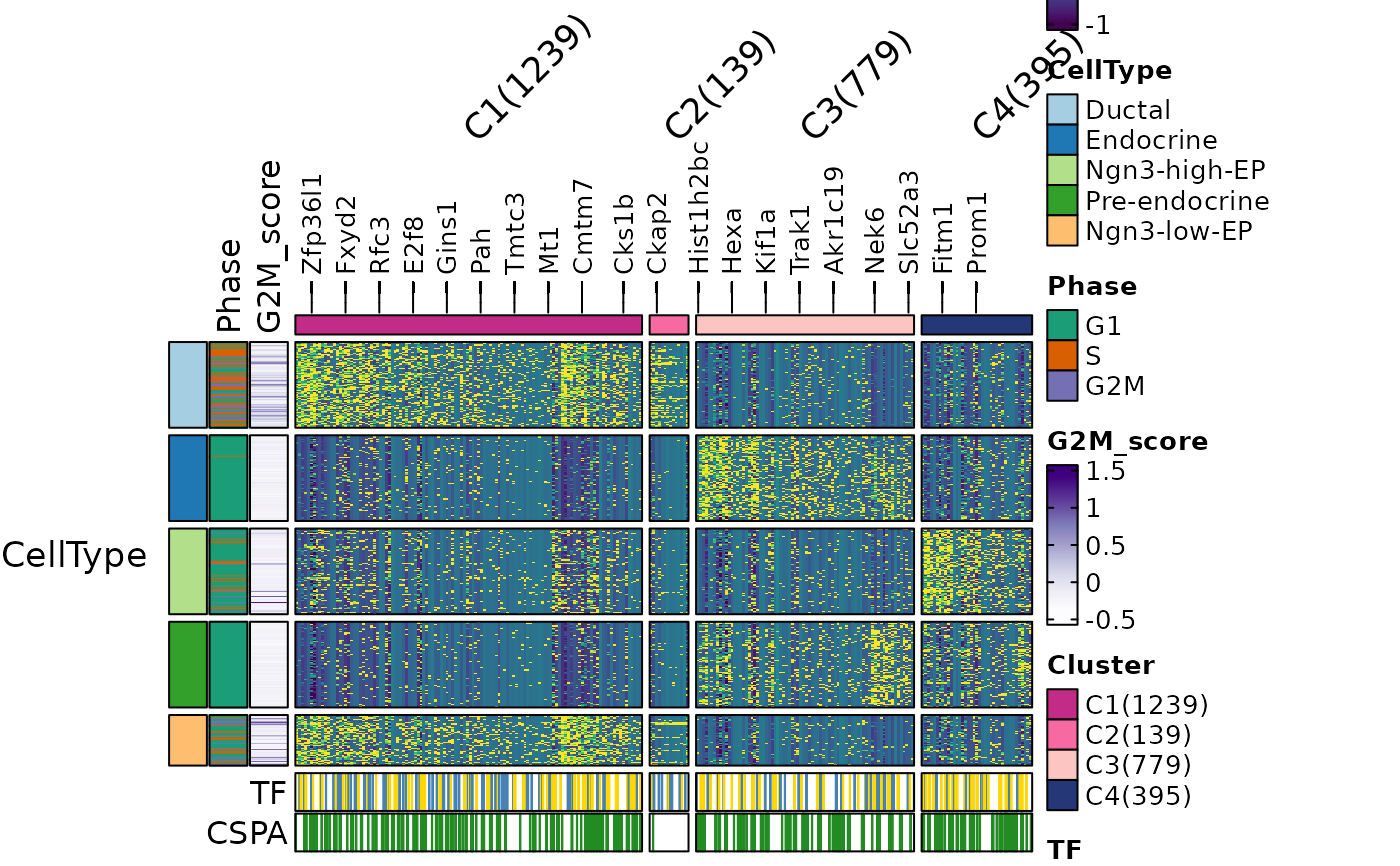 C1(1239)
C2(139)
C3(779)
C4(395)
Zfp36l1
Fxyd2
Rfc3
E2f8
Gins1
Pah
Tmtc3
Mt1
Cmtm7
Cks1b
Ckap2
Hist1h2bc
Hexa
Kif1a
Trak1
Akr1c19
Nek6
Slc52a3
Fitm1
Prom1
Phase
G2M_score
CellType
TF
CSPA
-1
CellType
Ductal
Endocrine
Ngn3-high-EP
Pre-endocrine
Ngn3-low-EP
Phase
G1
S
G2M
G2M_score
1.5
1
0.5
0
-0.5
Cluster
C1(1239)
C2(139)
C3(779)
C4(395)
TF